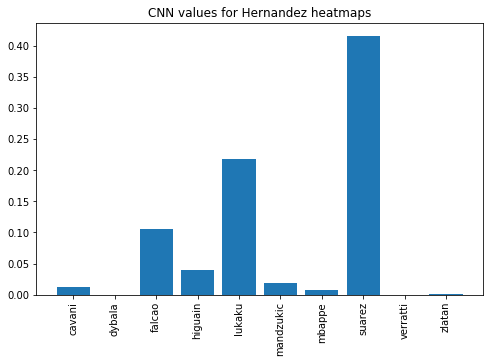 CNN values for Hernandez heatmaps
0.40
0.35
0.30
0.25
0.20
0.15
0.10
0.05
0.00
cavani
dybala
falcao
higuain
lukaku
mandzukic
mbappe
suarez
verratti
zlatan